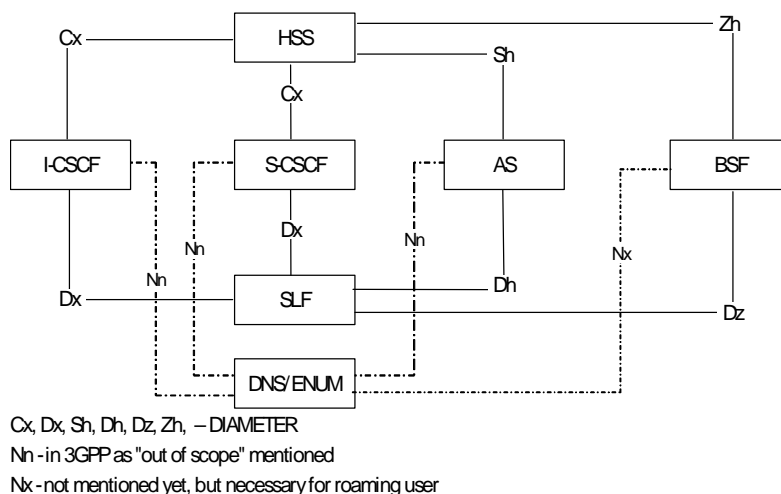 Cx
HSS
Zh
Sh
Cx
I-CSCF
S-CSCF
AS
BSF
Dx
Nn
Nn
Nn
Nx
Dx
SLF
Dh
Dz
DNS/ENUM
Cx, Dx, Sh, Dh, Dz, Zh, – DIAMETER
Nn - in 3GPP as "out of scope" mentioned
Nx - not mentioned yet, but necessary for roaming user